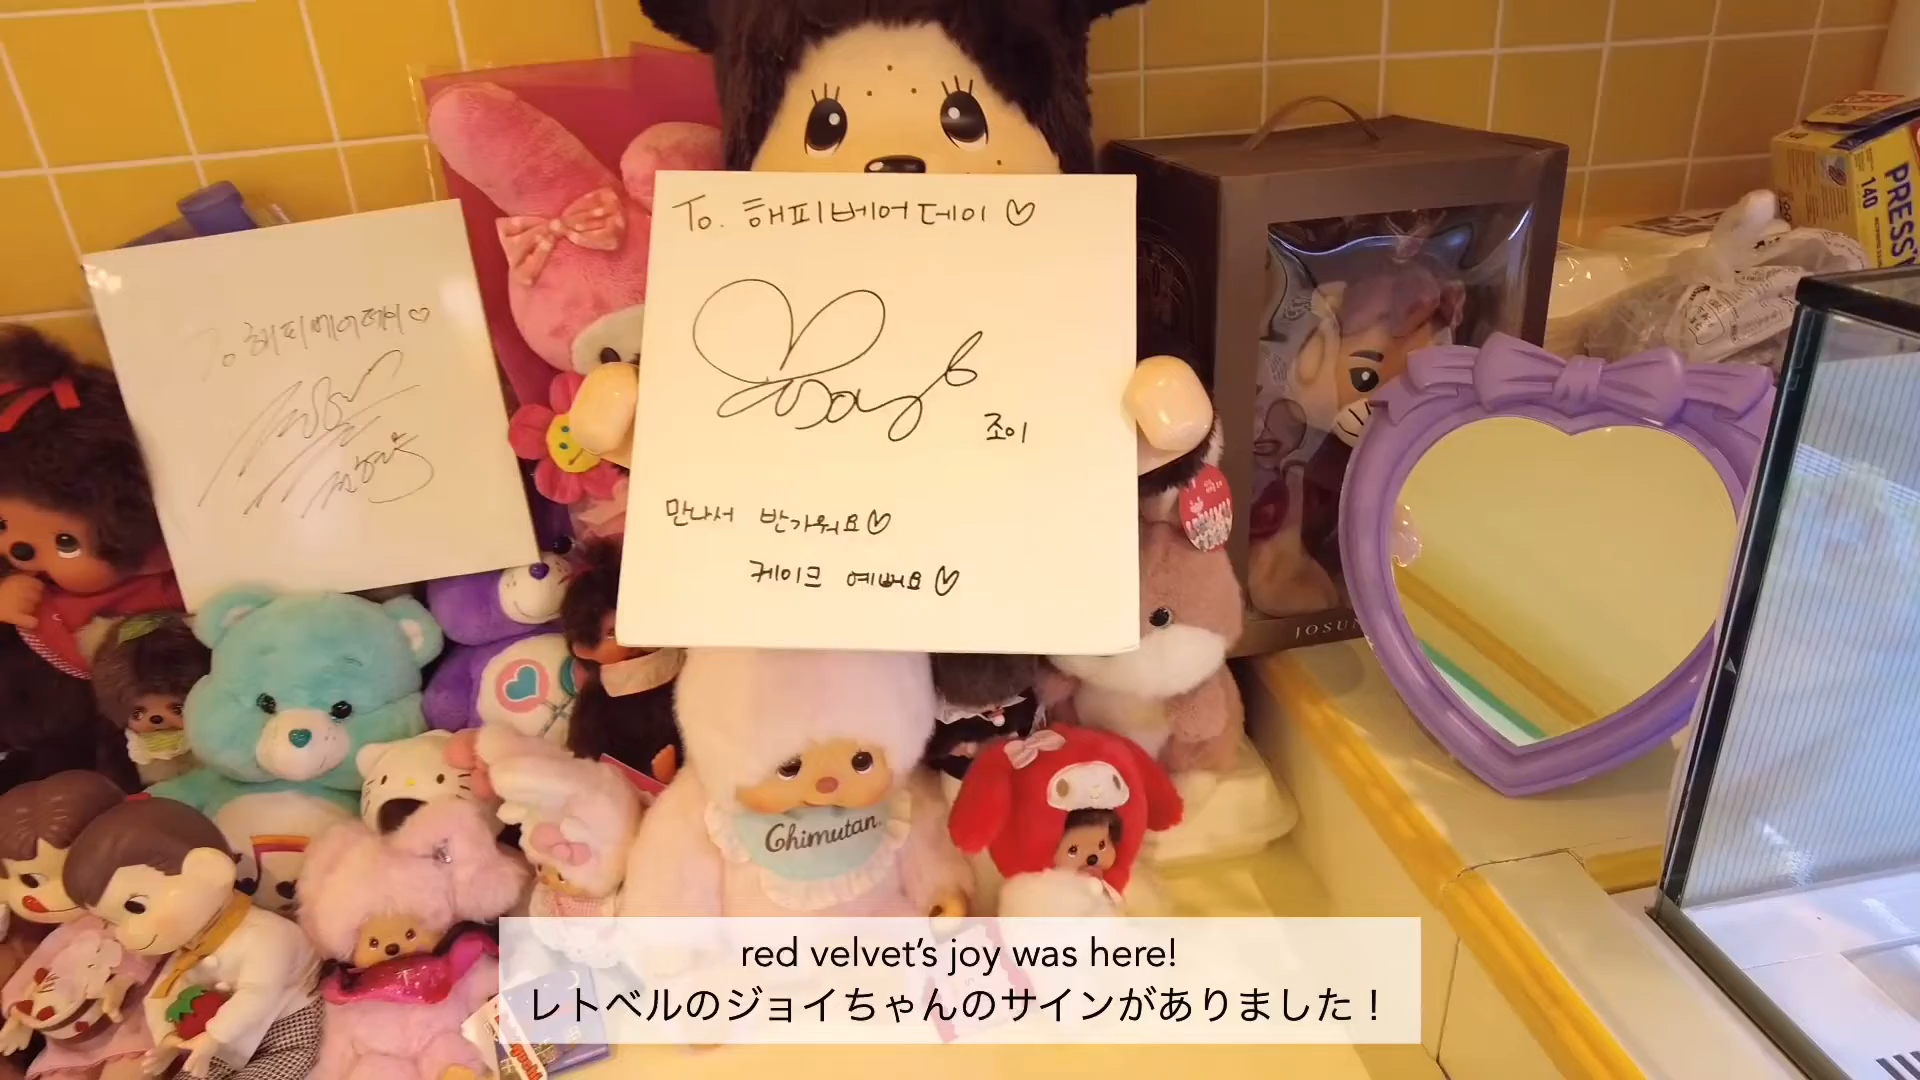 To. 해피베어데이♡
조이
만나서 반가워요♡
케이크 예뻐요♡
To 해피베어데이♡
Chimutan
PRESS'
140
JOSU
red velvet's joy was here!
レトベルのジョイちゃんのサインがありました！